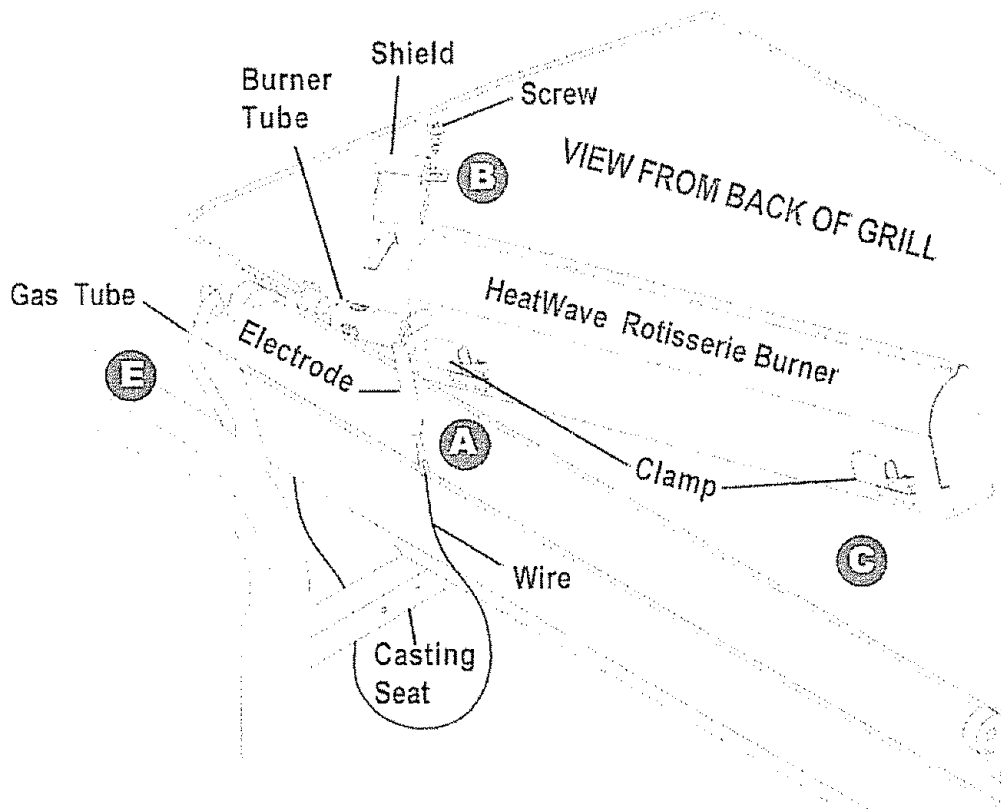 Shield
Burner
Tube
Screw
B
VIEW FROM BACK OF GRILL
Gas Tube
HeatWave Rotisserie Burner
Electrode
E
A
Clamp
C
Wire
Casting
Seat